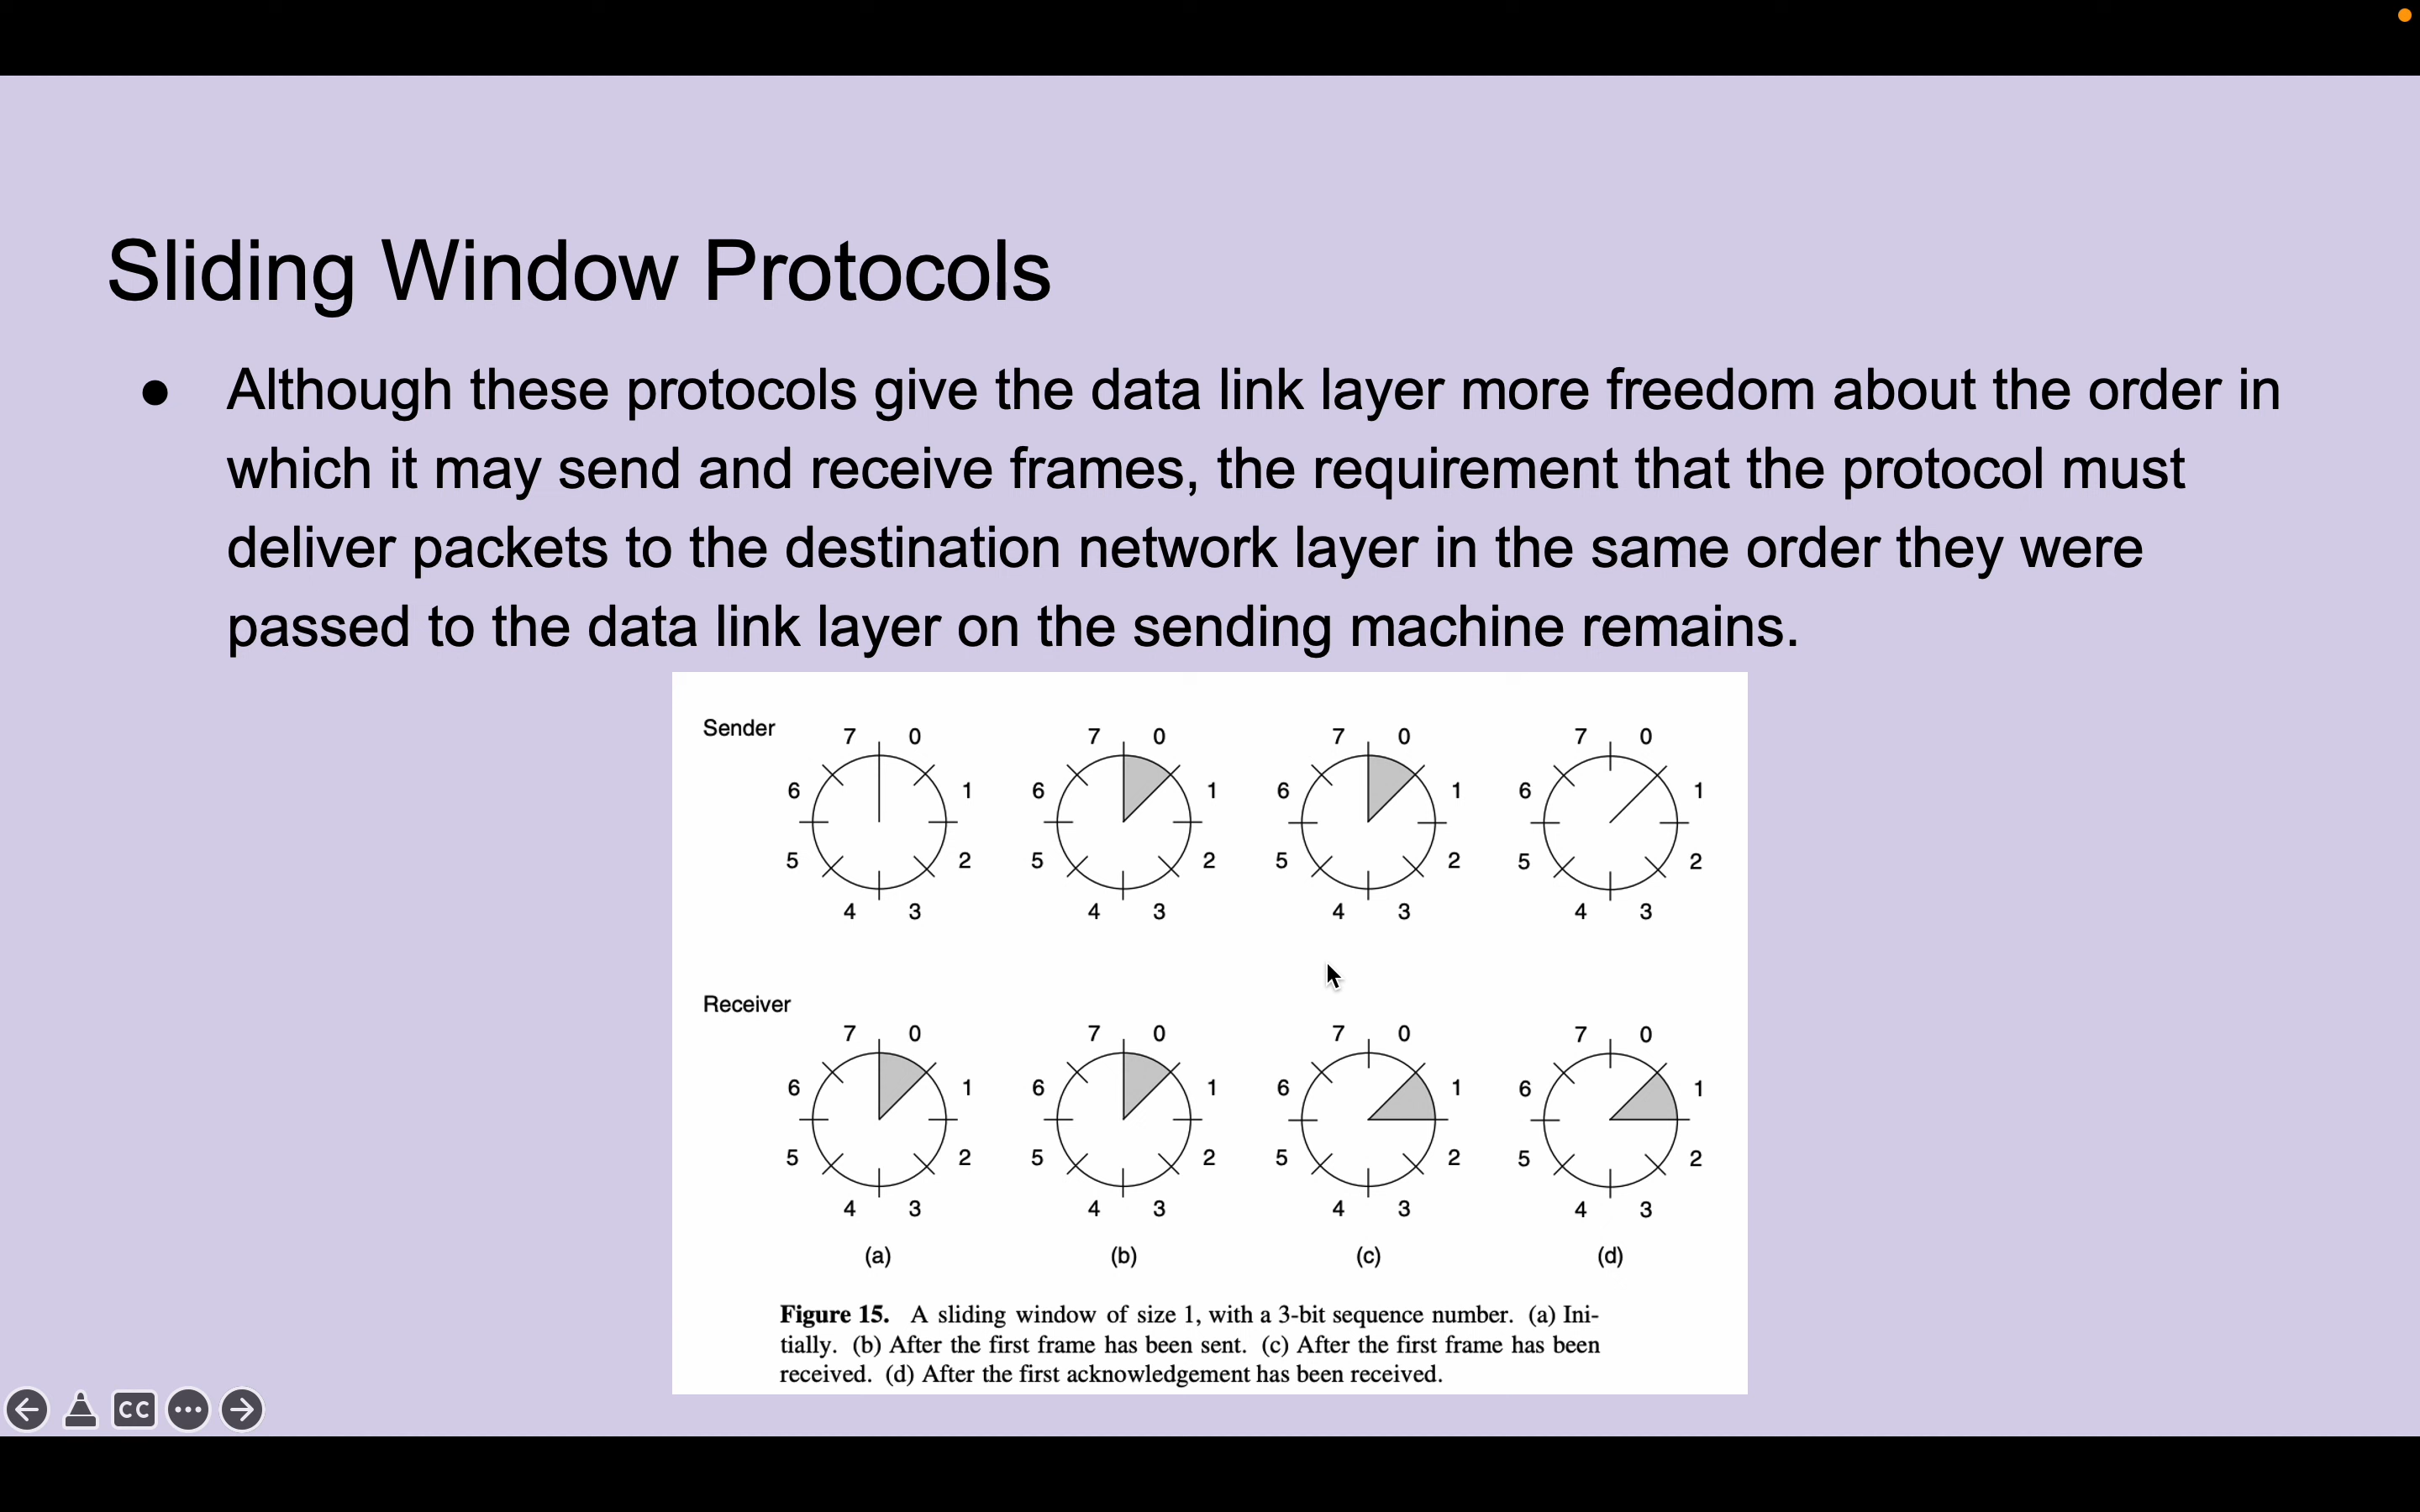 Sliding Window Protocols
● Although these protocols give the data link layer more freedom about the order in
which it may send and receive frames, the requirement that the protocol must
deliver packets to the destination network layer in the same order they were
passed to the data link layer on the sending machine remains.
Sender
7 0 7 0 7 0 7 0
6 1 6 1 6 1 6 1
5 2 5 2 5 2 5 2
4 3 4 3 4 3 4 3
Receiver
7 0 7 0 7 0 7 0
6 1 6 1 6 1 6 1
5 2 5 2 5 2 5 2
4 3 4 3 4 3 4 3
(a) (b) (c) (d)
Figure 15. A sliding window of size 1, with a 3-bit sequence number. (a) Ini-
tially. (b) After the first frame has been sent. (c) After the first frame has been
received. (d) After the first acknowledgement has been received.
CC